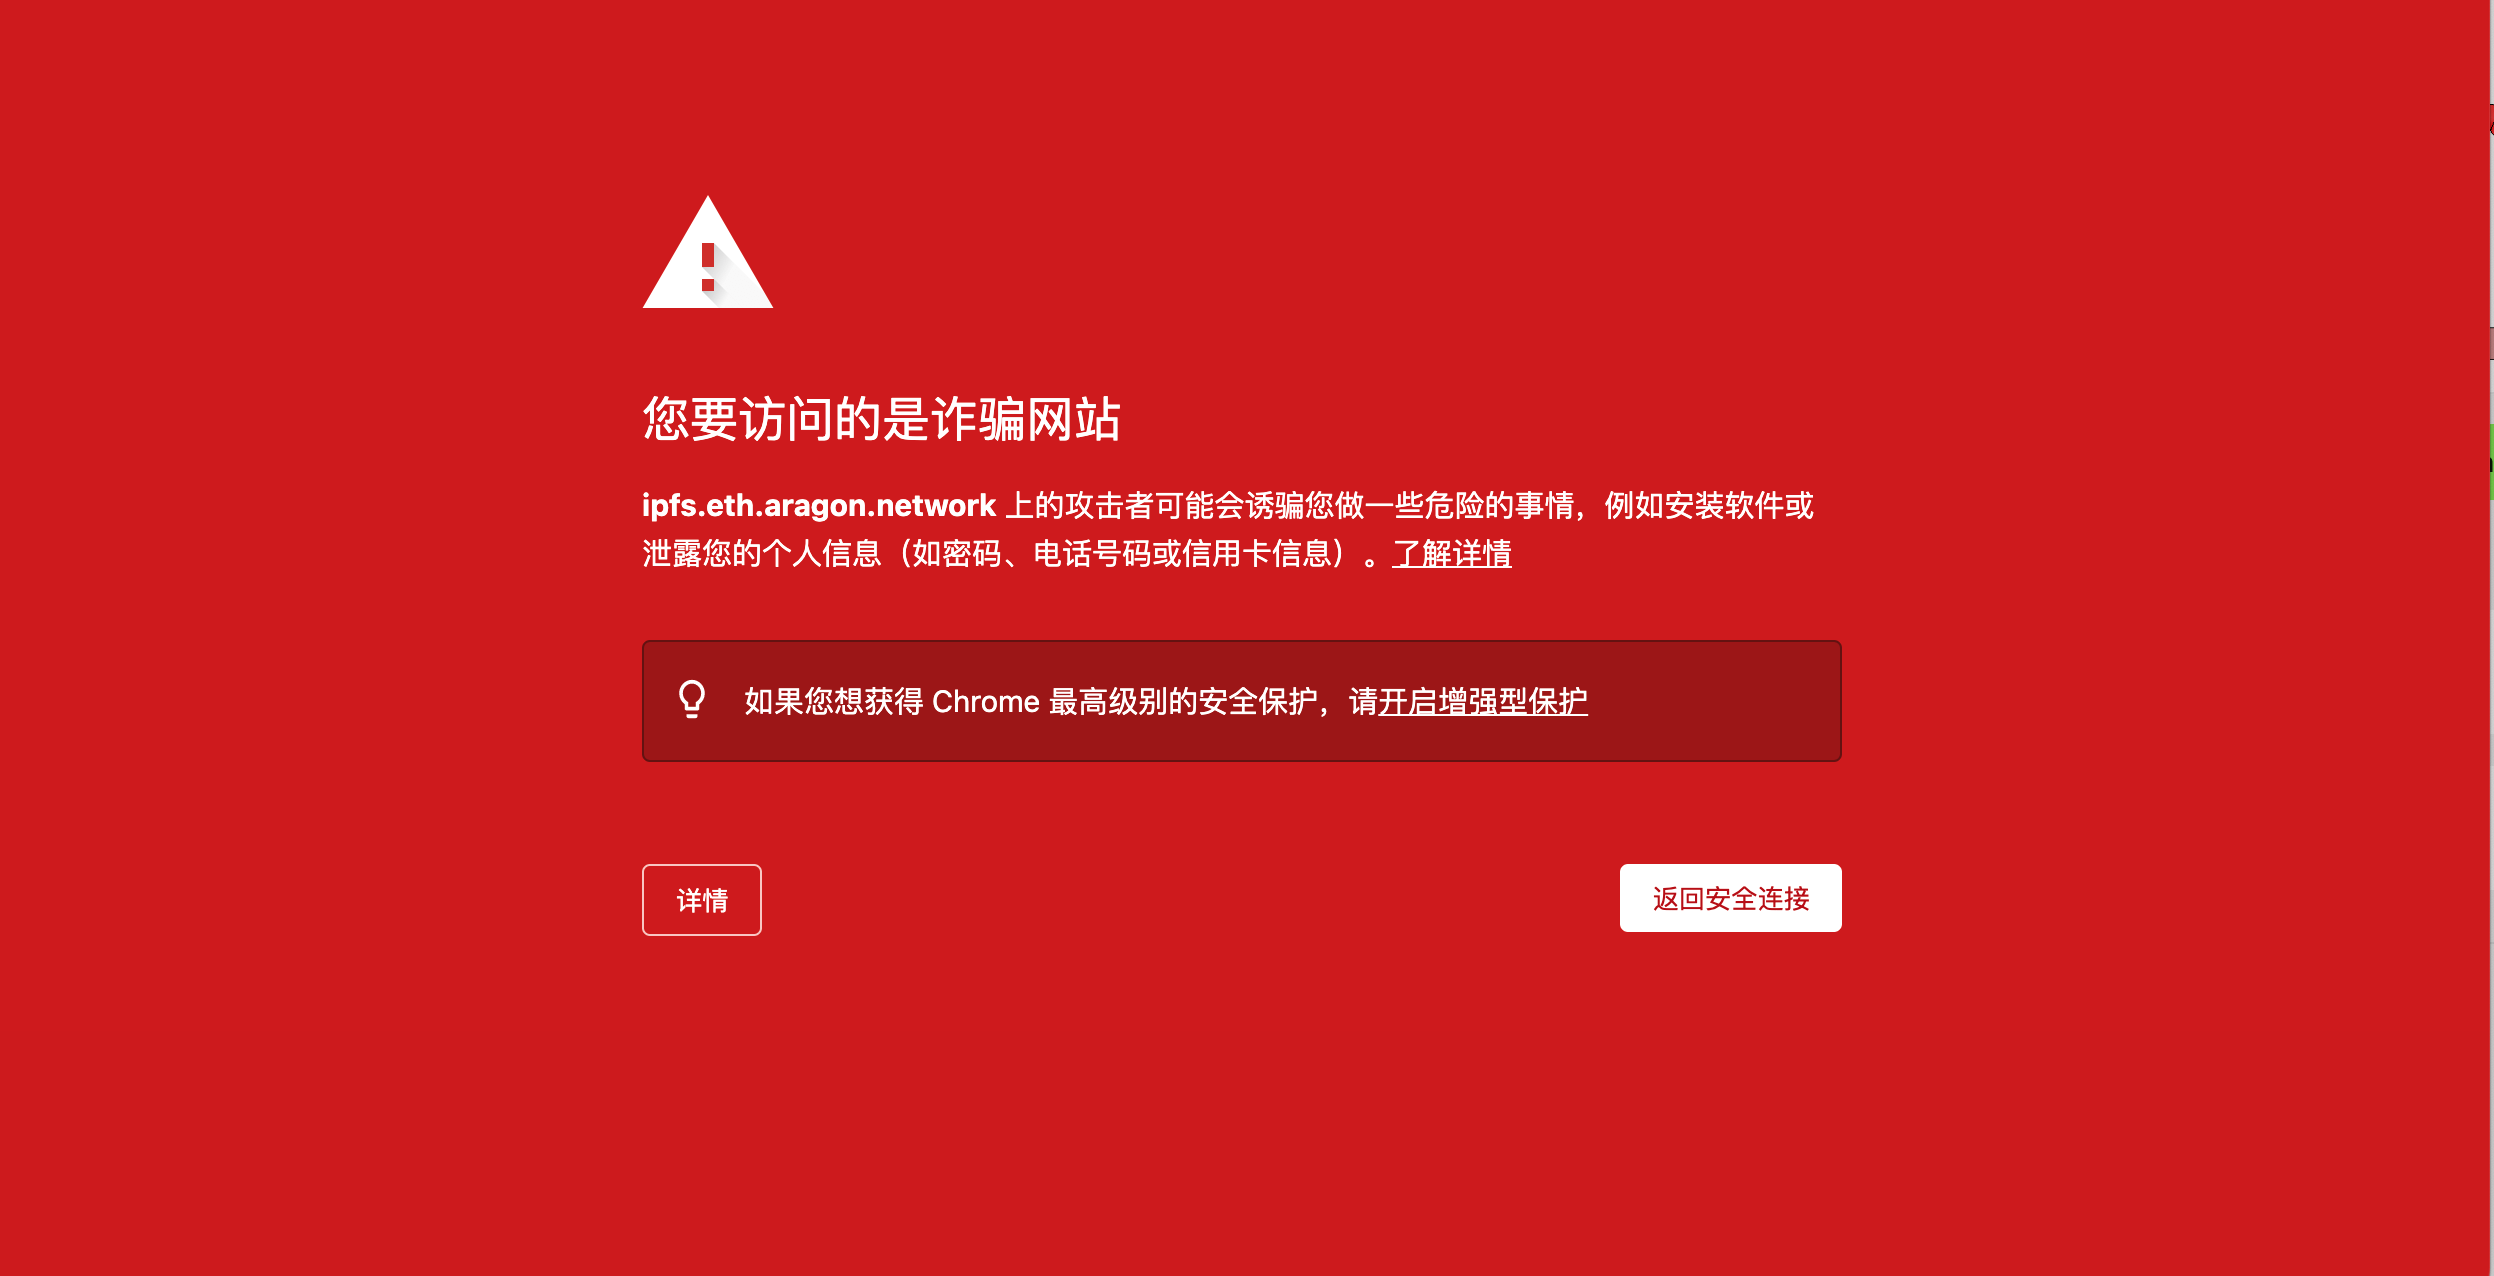 您要访问的是诈骗网站
ipfs.eth.aragon.network 上的攻击者可能会诱骗您做一些危险的事情，例如安装软件或
泄露您的个人信息（如密码、电话号码或信用卡信息）。了解详情
如果您想获得 Chrome 最高级别的安全保护，请开启增强型保护
详情
返回安全连接